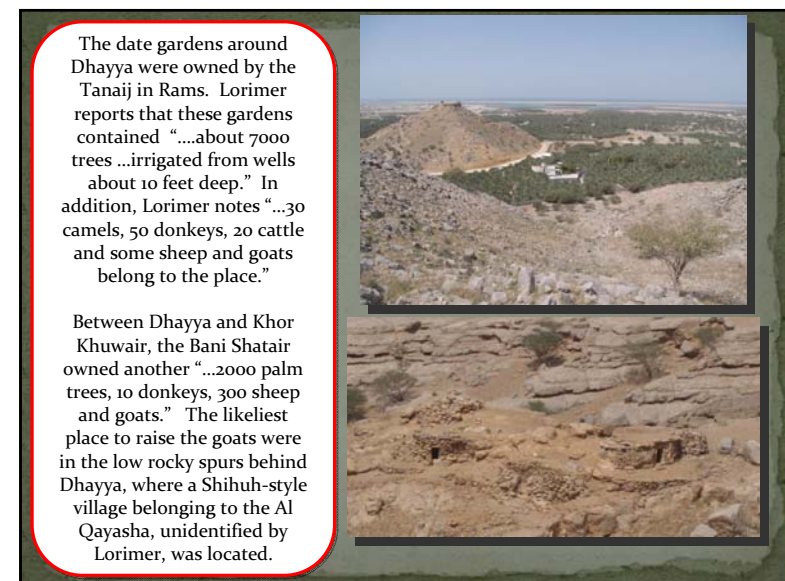 The date gardens around
Dhayya were owned by the
Tanaij in Rams.  Lorimer
reports that these gardens
contained  “….about 7000
trees …irrigated from wells
about 10 feet deep.”  In
addition, Lorimer notes “…30
camels, 50 donkeys, 20 cattle
and some sheep and goats
belong to the place.”
Between Dhayya and Khor
Khuwair, the Bani Shatair
owned another “…2000 palm
trees, 10 donkeys, 300 sheep
and goats.”   The likeliest
place to raise the goats were
in the low rocky spurs behind
Dhayya, where a Shihuh-style
village belonging to the Al
Qayasha, unidentified by
Lorimer, was located.